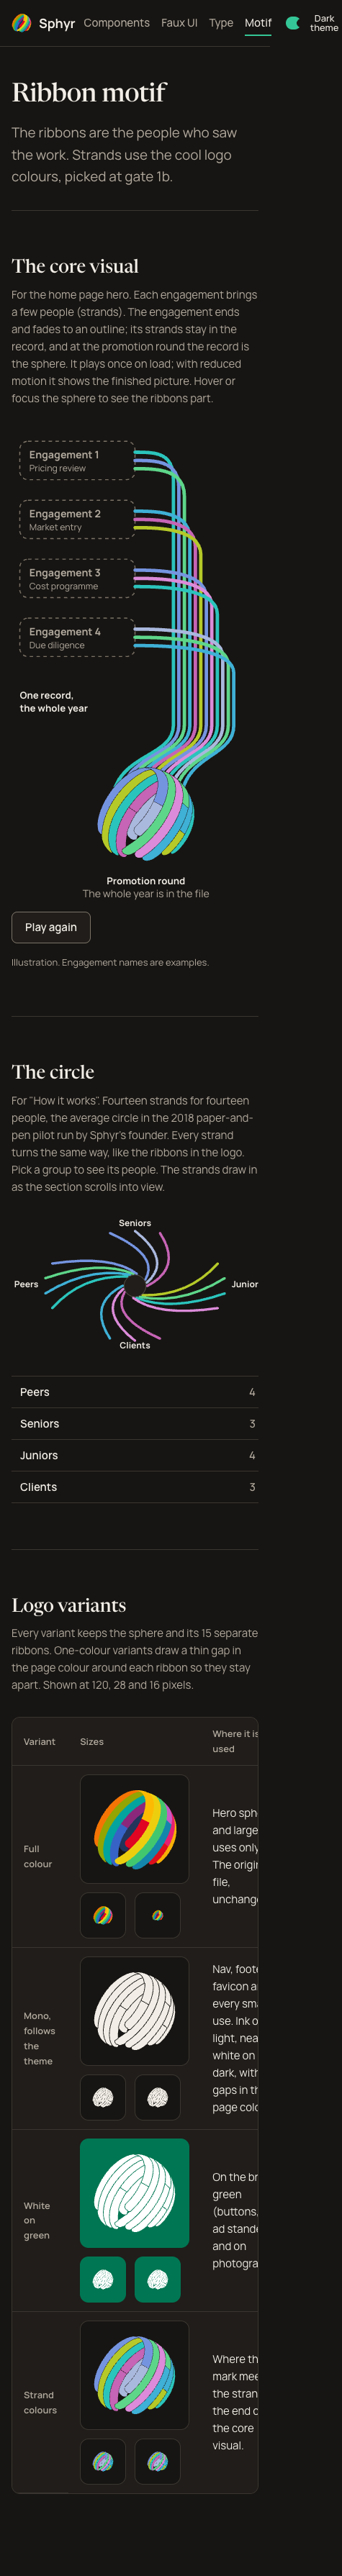 Sphyr Components Faux UI Type Motif Dark theme
Ribbon motif
The ribbons are the people who saw
the work. Strands use the cool logo
colours, picked at gate 1b.
The core visual
For the home page hero. Each engagement brings
a few people (strands). The engagement ends
and fades to an outline; its strands stay in the
record, and at the promotion round the record is
the sphere. It plays once on load; with reduced
motion it shows the finished picture. Hover or
focus the sphere to see the ribbons part.
Engagement 1
Pricing review
Engagement 2
Market entry
Engagement 3
Cost programme
Engagement 4
Due diligence
One record,
the whole year
Promotion round
The whole year is in the file
Play again
Illustration. Engagement names are examples.
The circle
For "How it works". Fourteen strands for fourteen
people, the average circle in the 2018 paper-and-
pen pilot run by Sphyr's founder. Every strand
turns the same way, like the ribbons in the logo.
Pick a group to see its people. The strands draw in
as the section scrolls into view.
Seniors
Peers
Junior
Clients
Peers 4
Seniors 3
Juniors 4
Clients 3
Logo variants
Every variant keeps the sphere and its 15 separate
ribbons. One-colour variants draw a thin gap in
the page colour around each ribbon so they stay
apart. Shown at 120, 28 and 16 pixels.
Variant Sizes Where it is
used
Full
colour
Hero sph
and large
uses only
The origin
file,
unchang
Mono,
follows
the
theme
Nav, foot
favicon a
every sma
use. Ink o
light, nea
white on
dark, with
gaps in th
page colo
White
on
green
On the br
green
(buttons,
ad stand
and on
photogra
Strand
colours
Where th
mark mee
the stran
the end o
the core
visual.